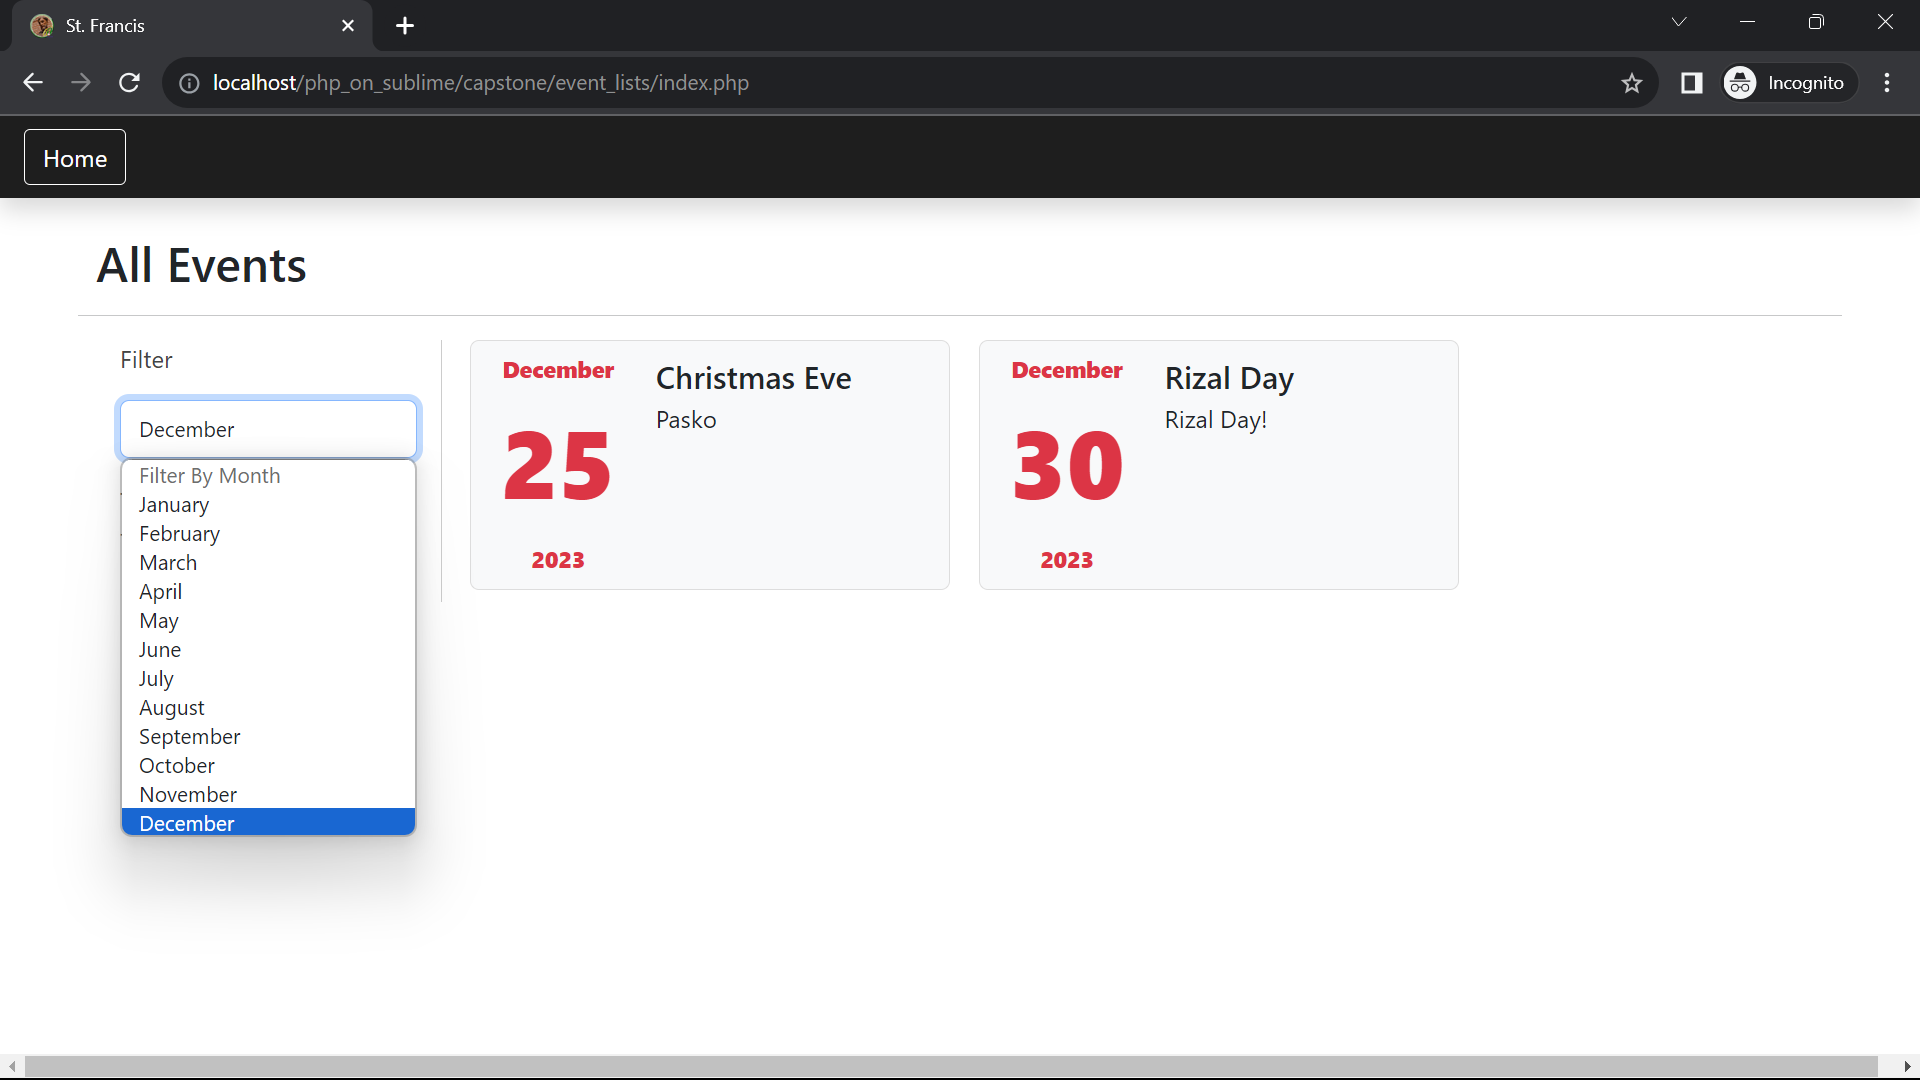 St. Francis
localhost/php_on_sublime/capstone/event_lists/index.php
Incognito
Home
All Events
Filter
December
Filter By Month
January
February
March
April
May
June
July
August
September
October
November
December
December
25
2023
Christmas Eve
Pasko
December
30
2023
Rizal Day
Rizal Day!